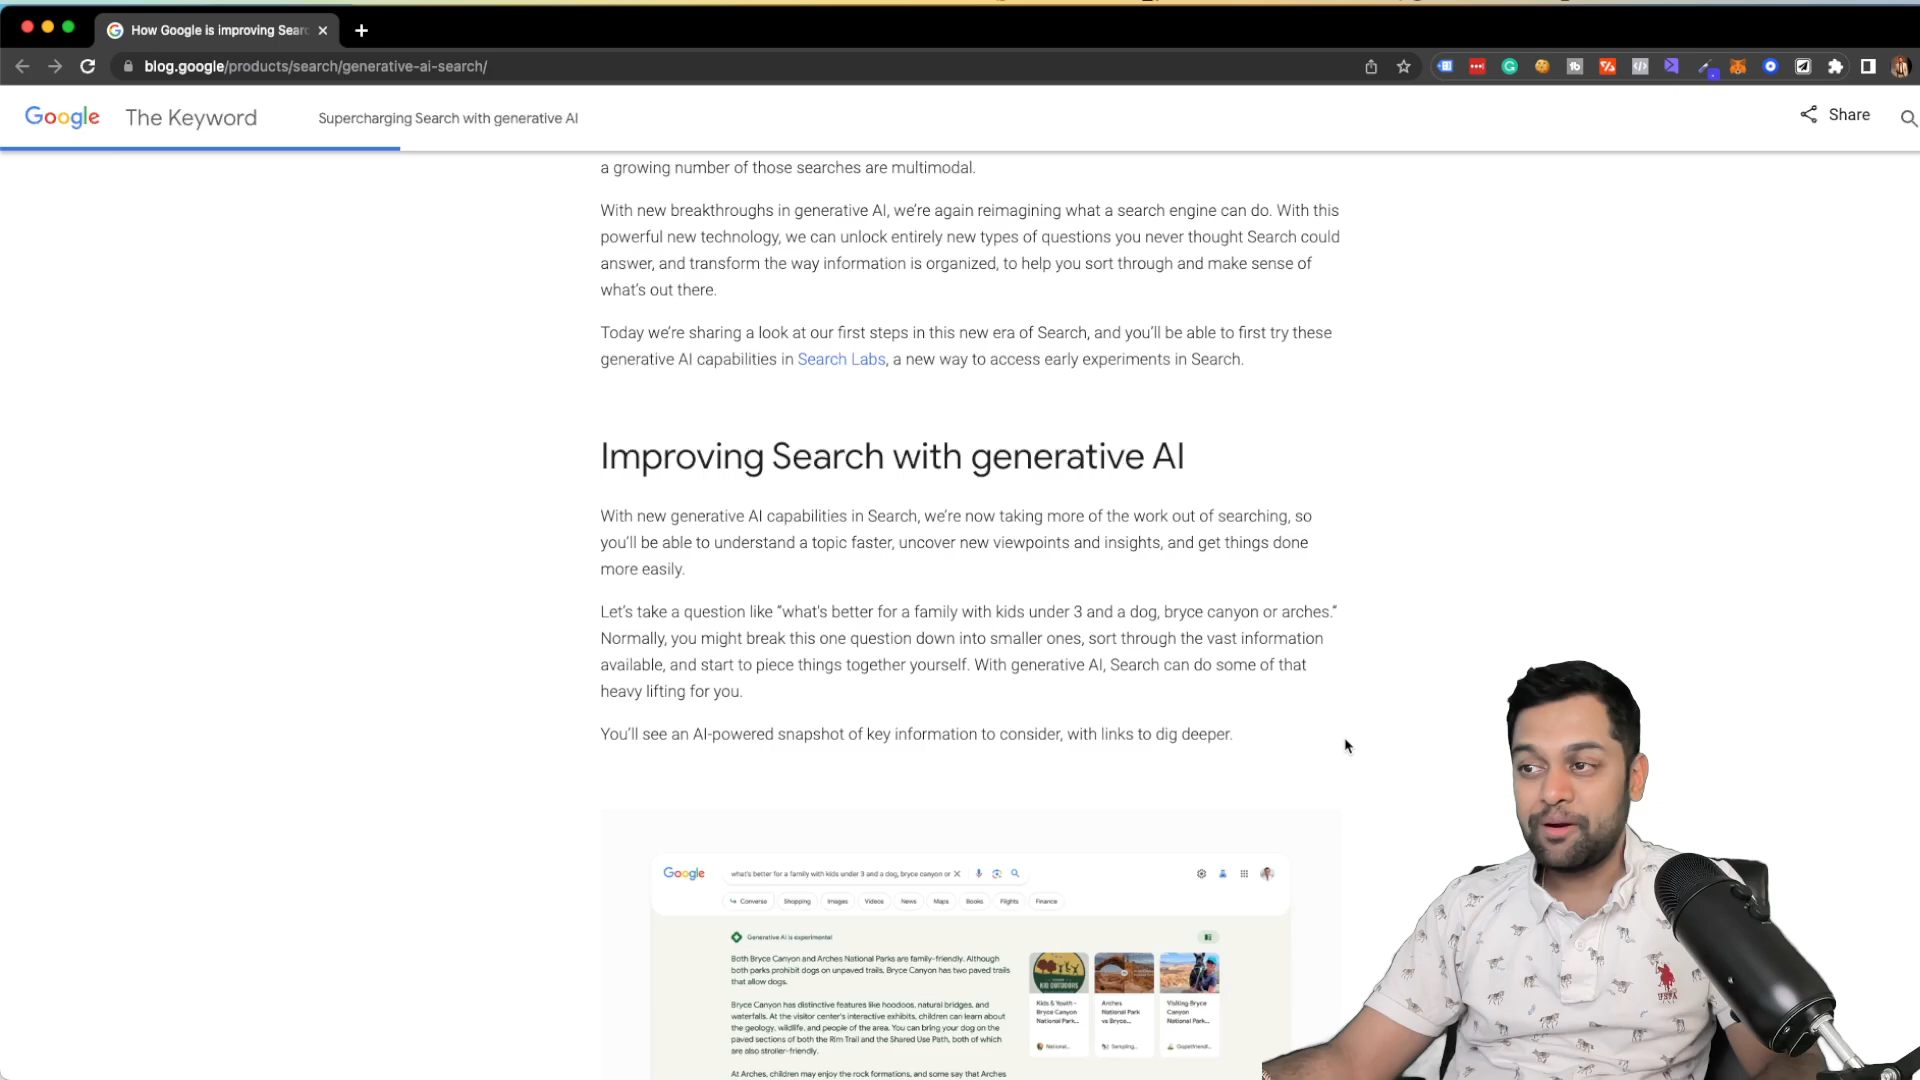 How Google is improving Sear
blog.google/products/search/generative-ai-search/
Google The Keyword Supercharging Search with generative AI Share
a growing number of those searches are multimodal.
With new breakthroughs in generative AI, we’re again reimagining what a search engine can do. With this
powerful new technology, we can unlock entirely new types of questions you never thought Search could
answer, and transform the way information is organized, to help you sort through and make sense of
what’s out there.
Today we’re sharing a look at our first steps in this new era of Search, and you’ll be able to first try these
generative AI capabilities in Search Labs, a new way to access early experiments in Search.
Improving Search with generative AI
With new generative AI capabilities in Search, we’re now taking more of the work out of searching, so
you’ll be able to understand a topic faster, uncover new viewpoints and insights, and get things done
more easily.
Let’s take a question like “what's better for a family with kids under 3 and a dog, bryce canyon or arches.”
Normally, you might break this one question down into smaller ones, sort through the vast information
available, and start to piece things together yourself. With generative AI, Search can do some of that
heavy lifting for you.
You’ll see an AI-powered snapshot of key information to consider, with links to dig deeper.
Google what's better for a family with kids under 3 and a dog, bryce canyon or
Converse Shopping Images Videos News Maps Books Flights Finance
Generative AI is experimental
Both Bryce Canyon and Arches National Parks are family-friendly. Although
both parks prohibit dogs on unpaved trails, Bryce Canyon has two paved trails
that allow dogs.
Bryce Canyon has distinctive features like hoodoos, natural bridges, and
waterfalls. At the visitor center's interactive exhibits, children can learn about
the geology, wildlife, and people of the area. You can bring your dog on the
paved sections of both the Rim Trail and the Shared Use Path, both of which
are also stroller-friendly.
At Arches, children may enjoy the rock formations, and some say that Arches
Kids & Youth -
Bryce Canyon
National Park...
National...
Arches
National Park
vs Bryce...
Sampling...
Visiting Bryce
Canyon
National Park...
Gopetfriendl...